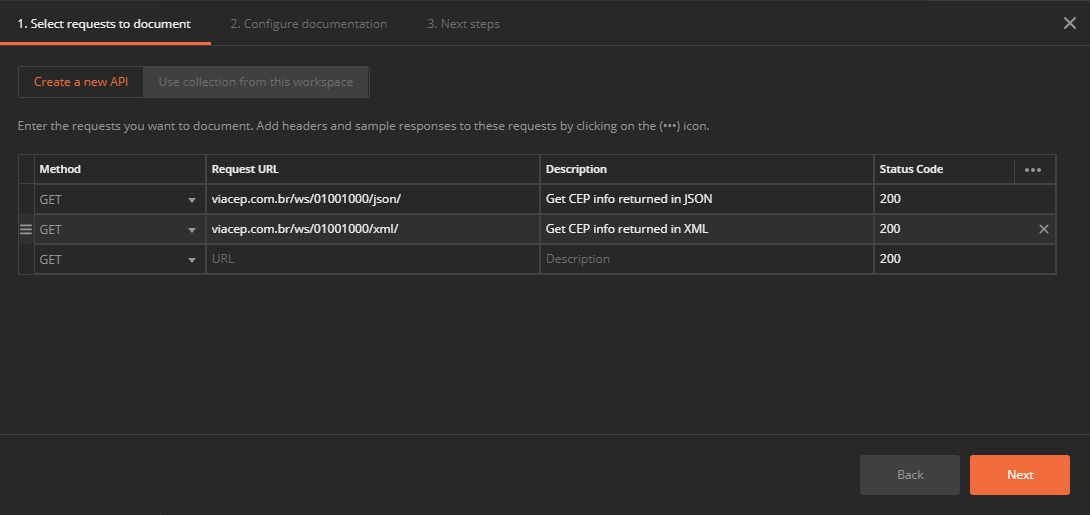 1. Select requests to document 2. Configure documentation 3. Next steps
Create a new API Use collection from this workspace
Enter the requests you want to document. Add headers and sample responses to these requests by clicking on the (•••) icon.
Method Request URL Description Status Code •••
GET viacep.com.br/ws/01001000/json/ Get CEP info returned in JSON 200
GET viacep.com.br/ws/01001000/xml/ Get CEP info returned in XML 200
GET URL Description 200
Back Next